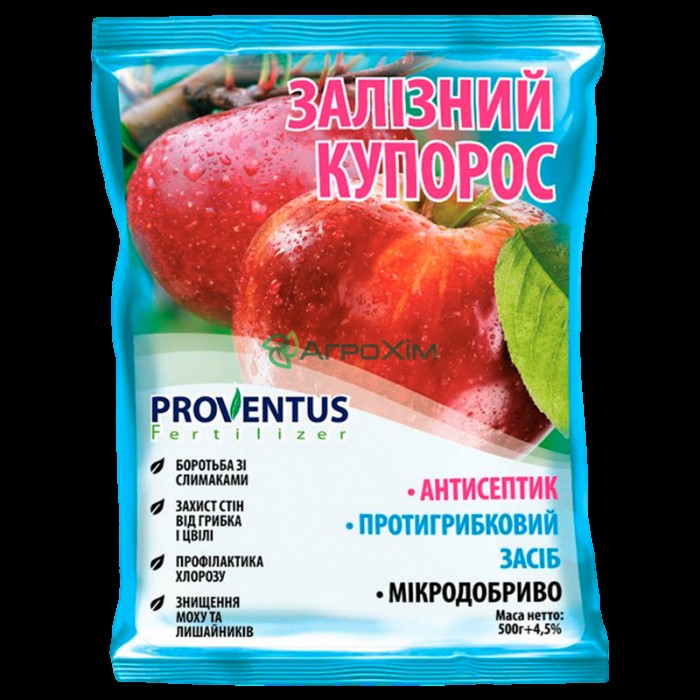 ЗАЛІЗНИЙ
КУПОРОС
АгроХім
PROVENTUS
Fertilizer
БОРОТЬБА ЗІ
СЛИМАКАМИ
ЗАХИСТ СТІН
ВІД ГРИБКА
І ЦВІЛІ
ПРОФІЛАКТИКА
ХЛОРОЗУ
ЗНИЩЕННЯ
МОХУ ТА
ЛИШАЙНИКІВ
• АНТИСЕПТИК
• ПРОТИГРИБКОВИЙ
ЗАСІБ
• МІКРОДОБРИВО
Маса нетто:
500г+4,5%